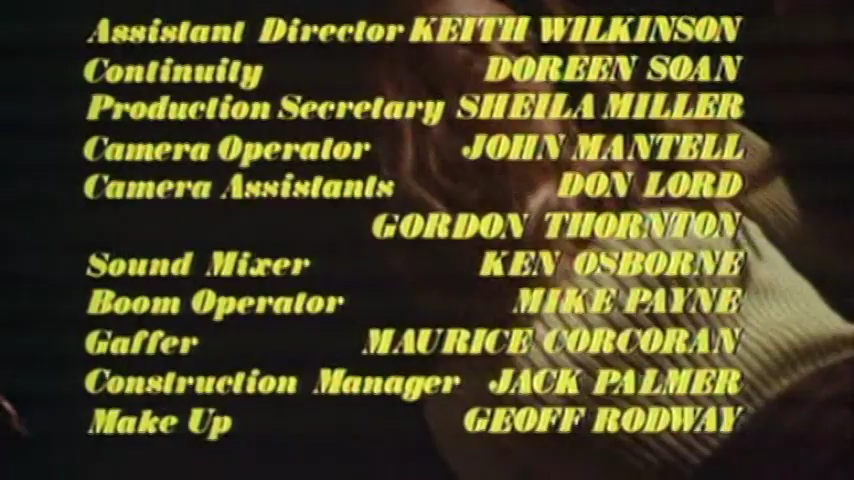 Assistant Director KEITH WILKINSON
Continuity DOREEN SOAN
Production Secretary SHEILA MILLER
Camera Operator JOHN MANTELL
Camera Assistants DON LORD
GORDON THORNTON
Sound Mixer KEN OSBORNE
Boom Operator MIKE PAYNE
Gaffer MAURICE CORCORAN
Construction Manager JACK PALMER
Make Up GEOFF RODWAY